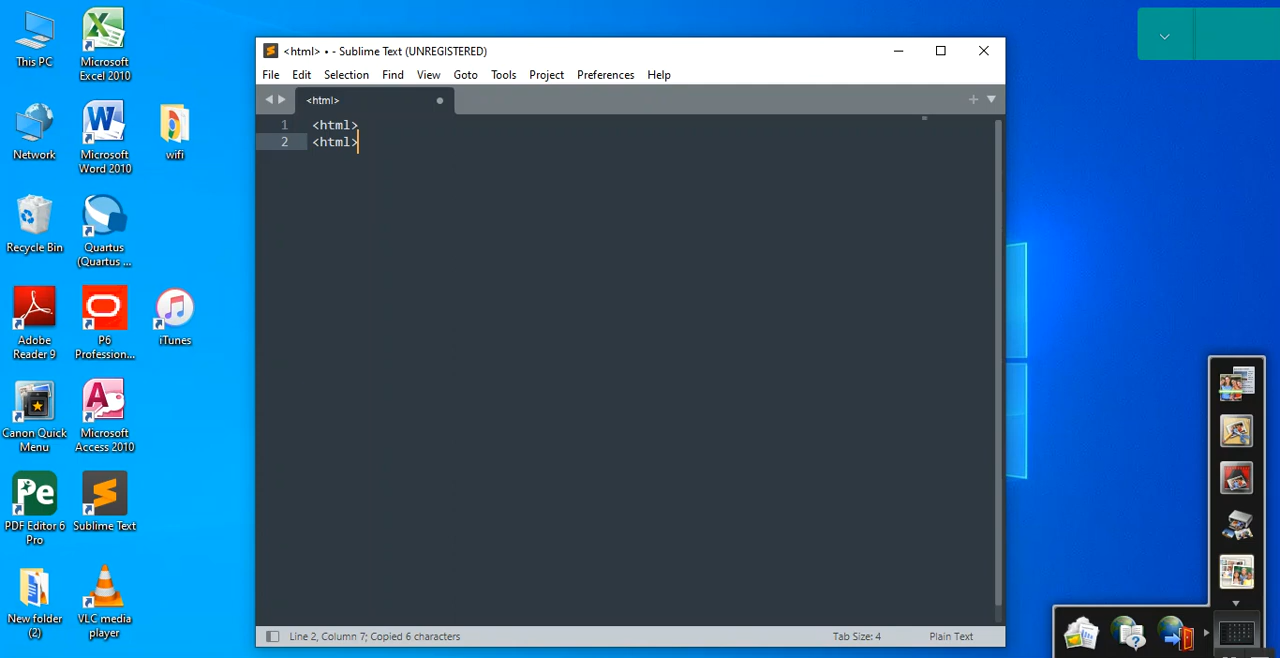 This PC
Microsoft
Excel 2010
Network
Microsoft
Word 2010
wifi
Recycle Bin
Quartus
(Quartus ...
Adobe
Reader 9
P6
Profession...
iTunes
Canon Quick
Menu
Microsoft
Access 2010
PDF Editor 6
Pro
Sublime Text
New folder
(2)
VLC media
player
<html> • - Sublime Text (UNREGISTERED)
File Edit Selection Find View Goto Tools Project Preferences Help
<html>
1 <html>
2 <html>
Line 2, Column 7; Copied 6 characters
Tab Size: 4
Plain Text